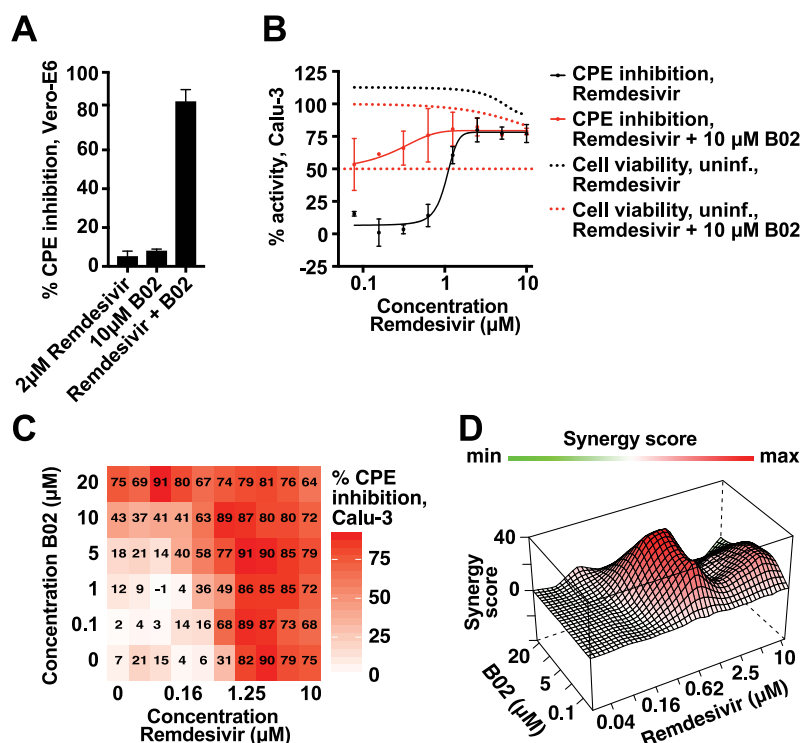 A
% CPE inhibition, Vero-E6
100
80
60
40
20
0
2µM Remdesivir
10µM B02
Remdesivir + B02
B
% activity, Calu-3
125
100
75
50
25
0
-25
0.1
1
10
Concentration
Remdesivir (µM)
CPE inhibition,
Remdesivir
CPE inhibition,
Remdesivir + 10 µM B02
Cell viability, uninf.,
Remdesivir
Cell viability, uninf.,
Remdesivir + 10 µM B02
C
Concentration B02 (µM)
20 75 69 91 80 67 74 79 81 76 64
10 43 37 41 41 63 89 87 80 80 72
5 18 21 14 40 58 77 91 90 85 79
1 12 9 -1 4 36 49 86 85 85 72
0.1 2 4 3 14 16 68 89 87 73 68
0 7 21 15 4 6 31 82 90 79 75
0 0.16 1.25 10
Concentration
Remdesivir (µM)
% CPE
inhibition,
Calu-3
75
50
25
0
D
Synergy score
min
max
Synergy
score
40
0
20
5
0.1
B02 (µM)
0.04
0.16
0.62
2.5
10
Remdesivir (µM)